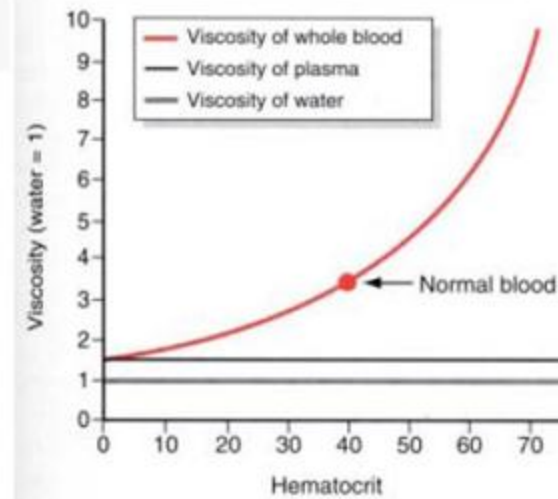 10
9
8
7
6
5
4
3
2
1
0
Viscosity (water = 1)
Viscosity of whole blood
Viscosity of plasma
Viscosity of water
Normal blood
0 10 20 30 40 50 60 70
Hematocrit